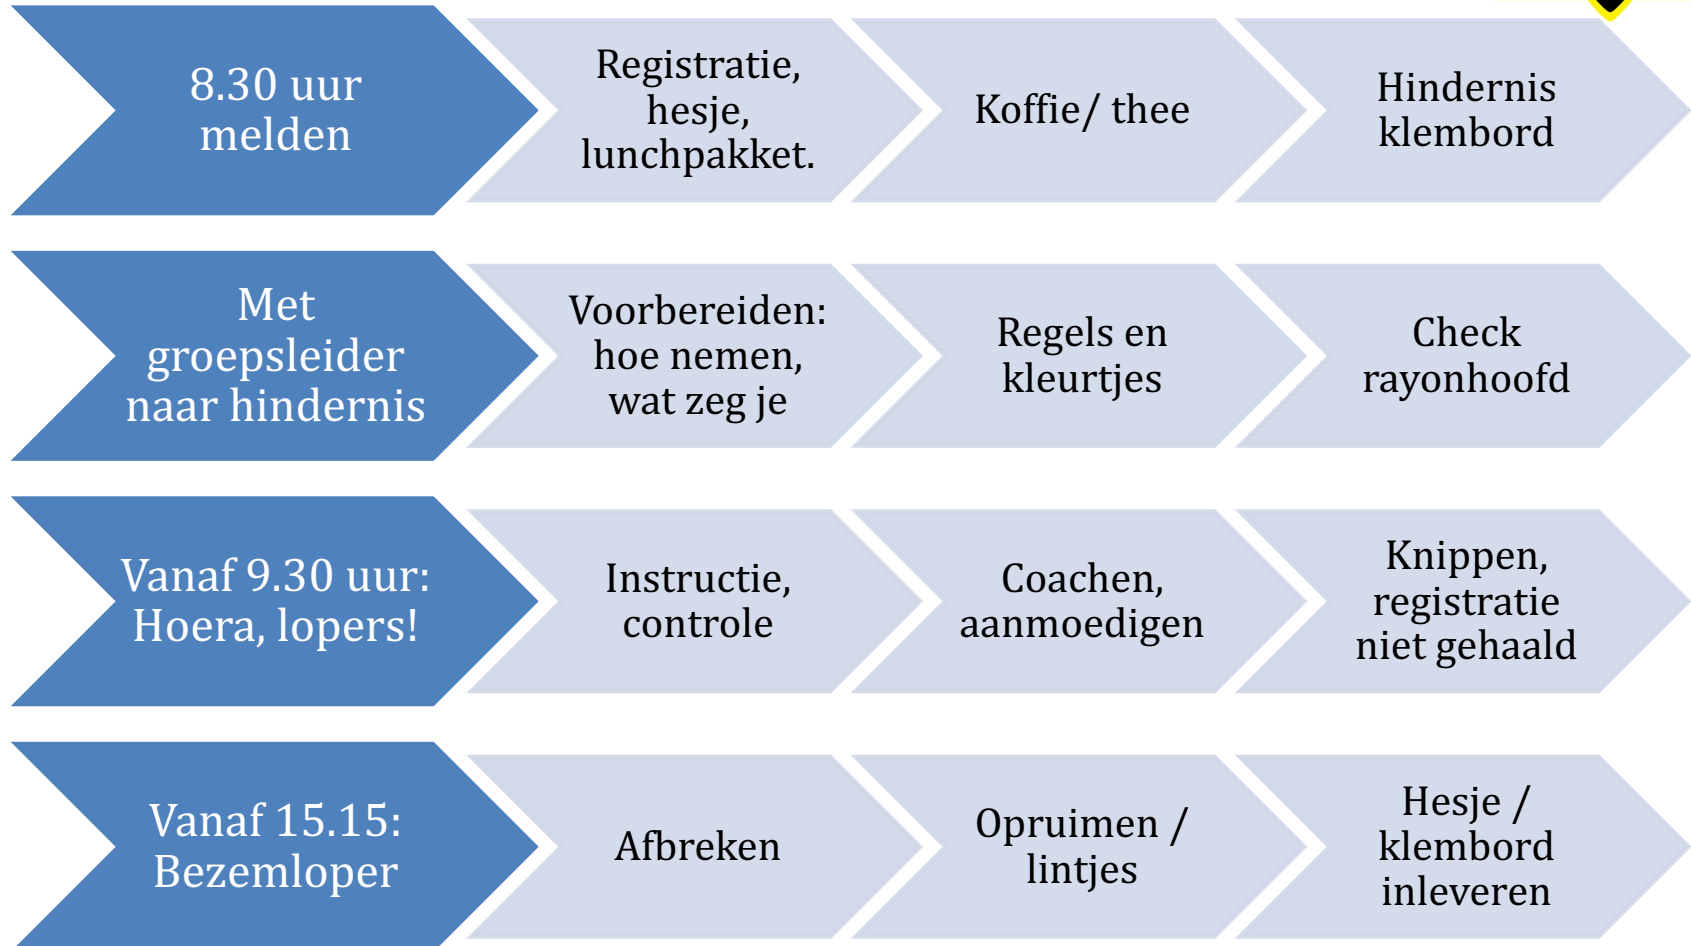 8.30 uur
melden
Registratie,
hesje,
lunchpakket.
Koffie/ thee
Hindernis
klembord
Met
groepsleider
naar hindernis
Voorbereiden:
hoe nemen,
wat zeg je
Regels en
kleurtjes
Check
rayonhoofd
Vanaf 9.30 uur:
Hoera, lopers!
Instructie,
controle
Coachen,
aanmoedigen
Knippen,
registratie
niet gehaald
Vanaf 15.15:
Bezemloper
Afbreken
Opruimen /
lintjes
Hesje /
klembord
inleveren